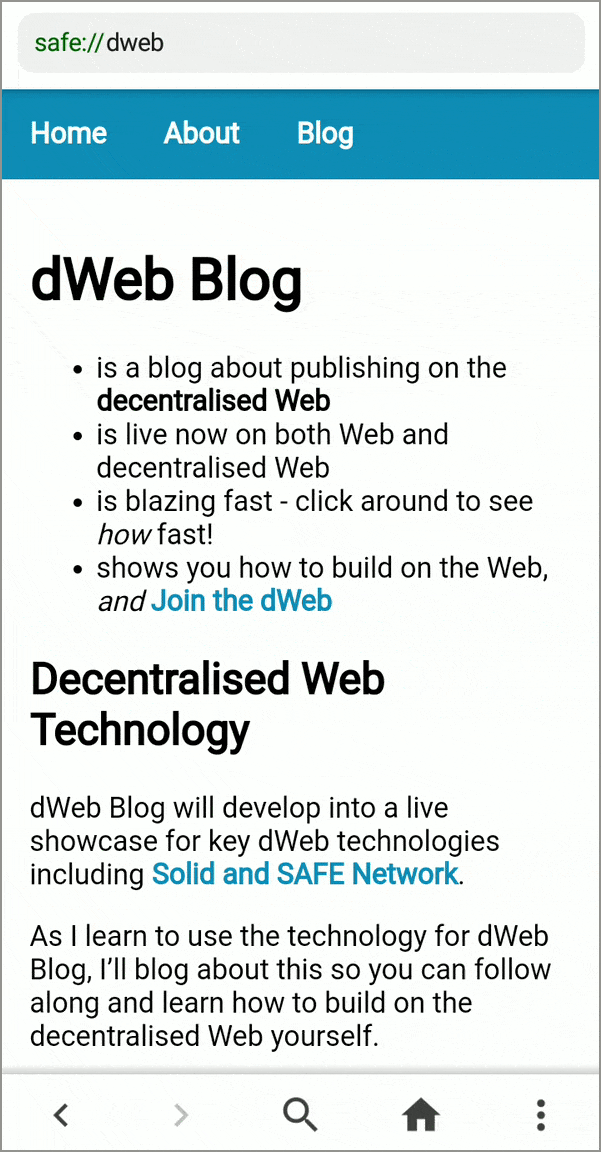 safe://dweb
Home About Blog
dWeb Blog
is a blog about publishing on the
decentralised Web
is live now on both Web and
decentralised Web
is blazing fast - click around to see
how fast!
shows you how to build on the Web,
and Join the dWeb
Decentralised Web
Technology
dWeb Blog will develop into a live
showcase for key dWeb technologies
including Solid and SAFE Network.
As I learn to use the technology for dWeb
Blog, I’ll blog about this so you can follow
along and learn how to build on the
decentralised Web yourself.